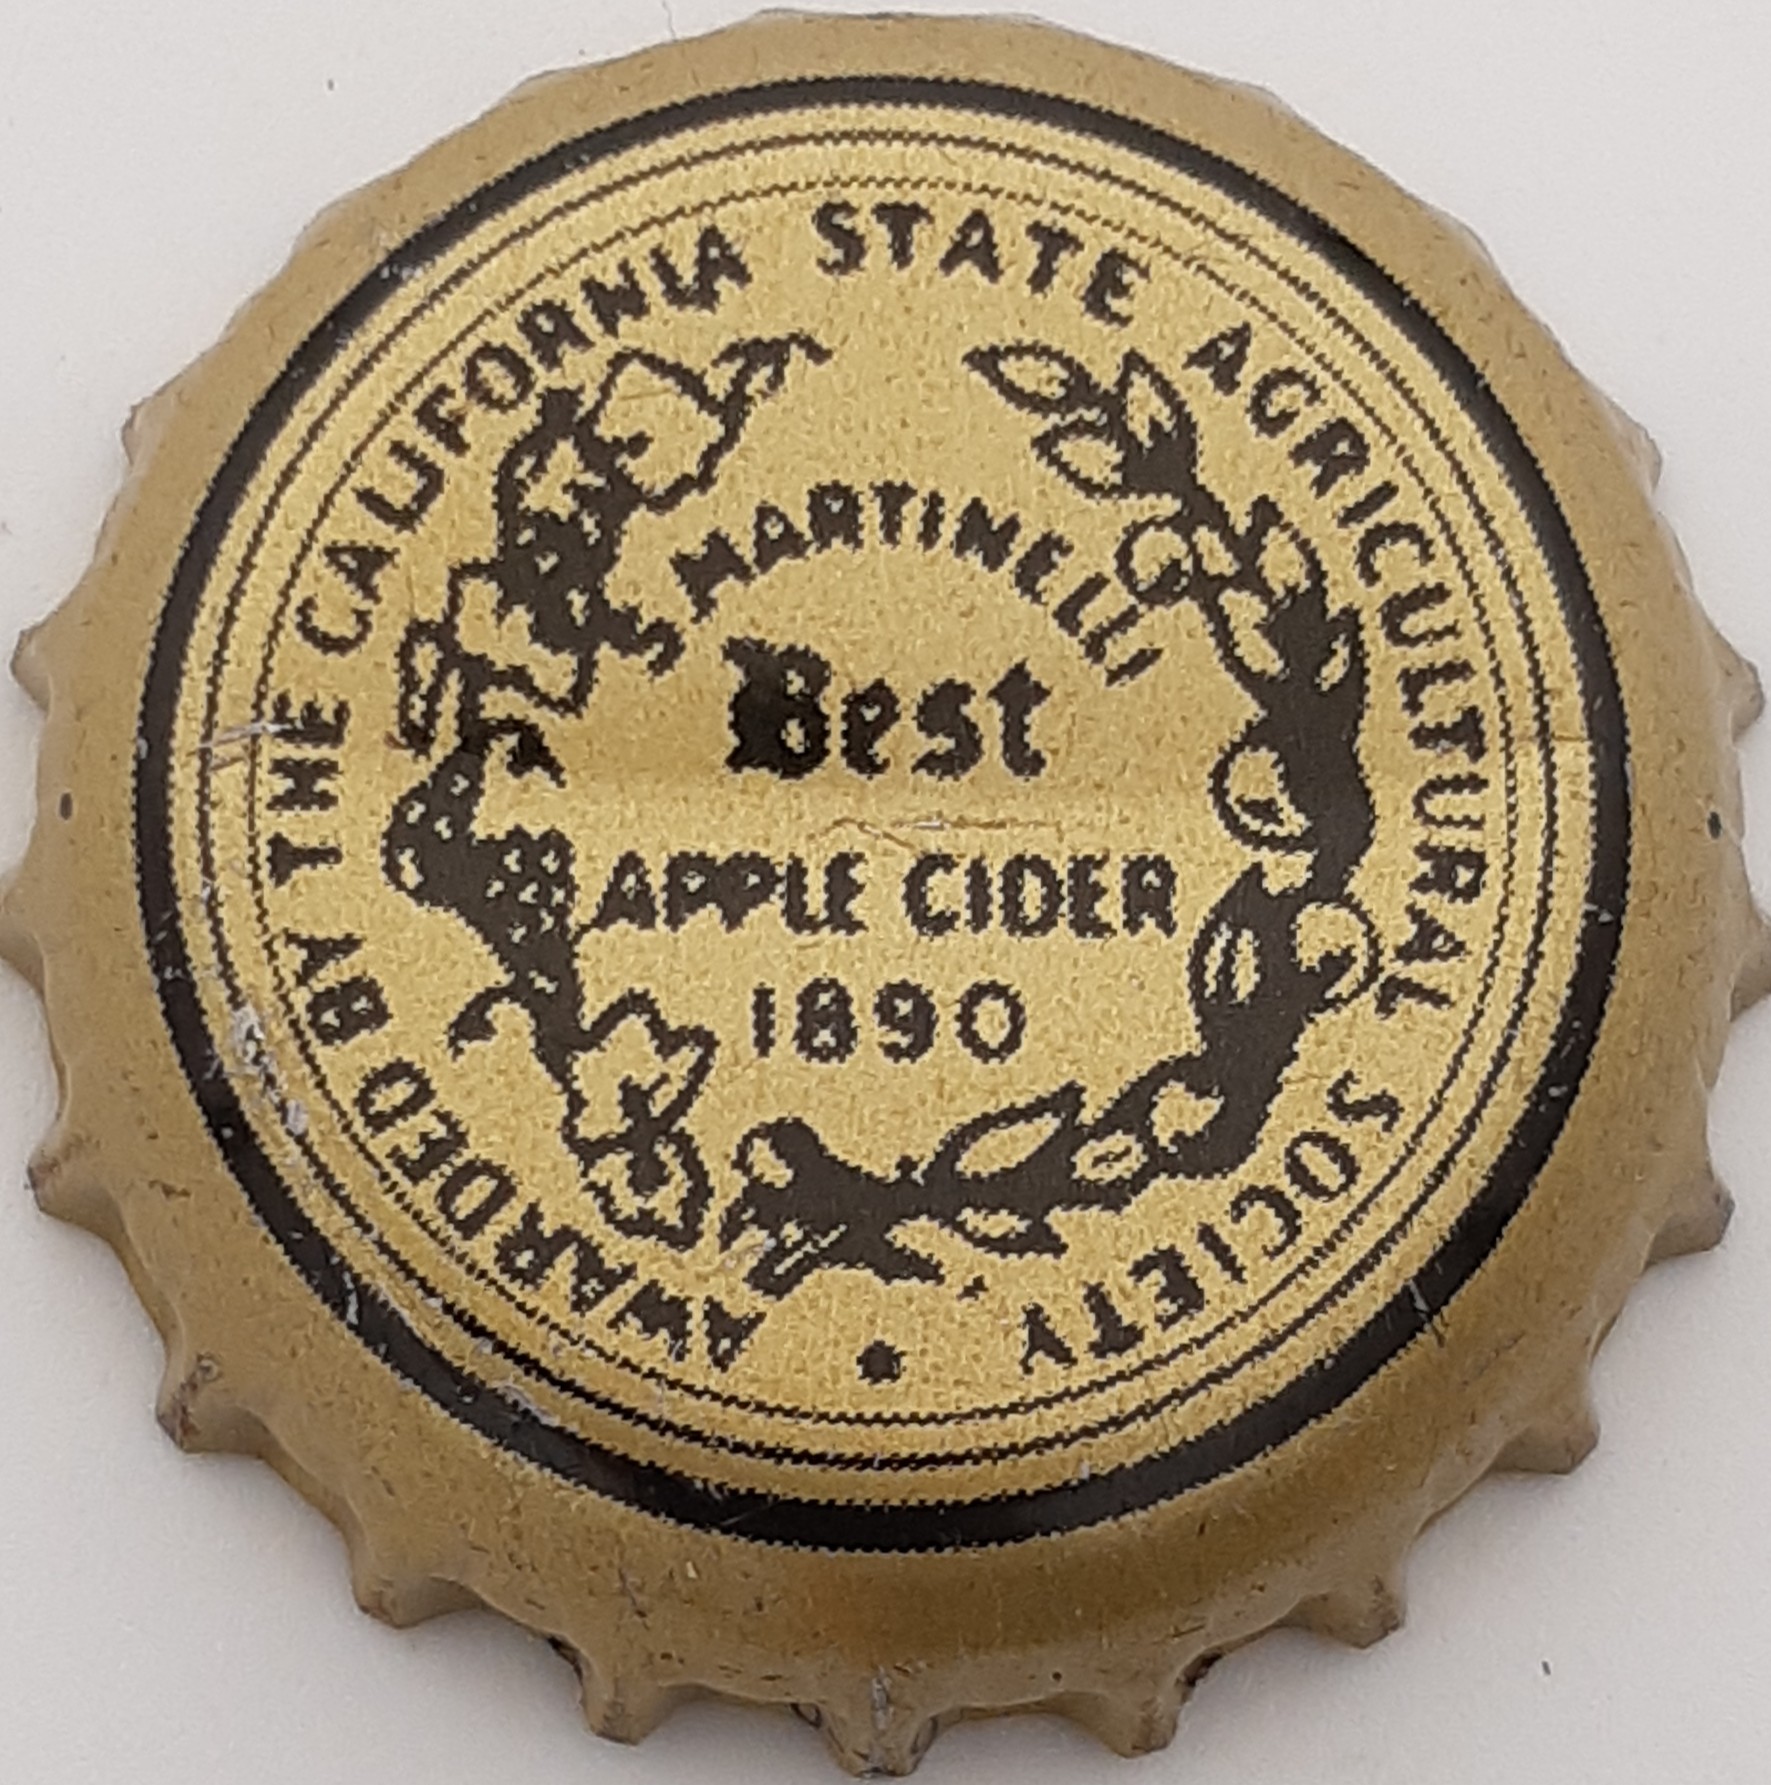 AWARDED BY THE CALIFORNIA STATE AGRICULTURAL SOCIETY
S MARTINELLI
Best
APPLE CIDER
1890